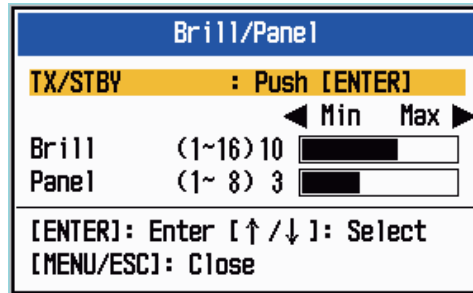 Brill/Panel
TX/STBY : Push [ENTER]
◀ Min Max ▶
Brill (1~16) 10
Panel (1~ 8) 3
[ENTER]: Enter [↑/↓]: Select
[MENU/ESC]: Close